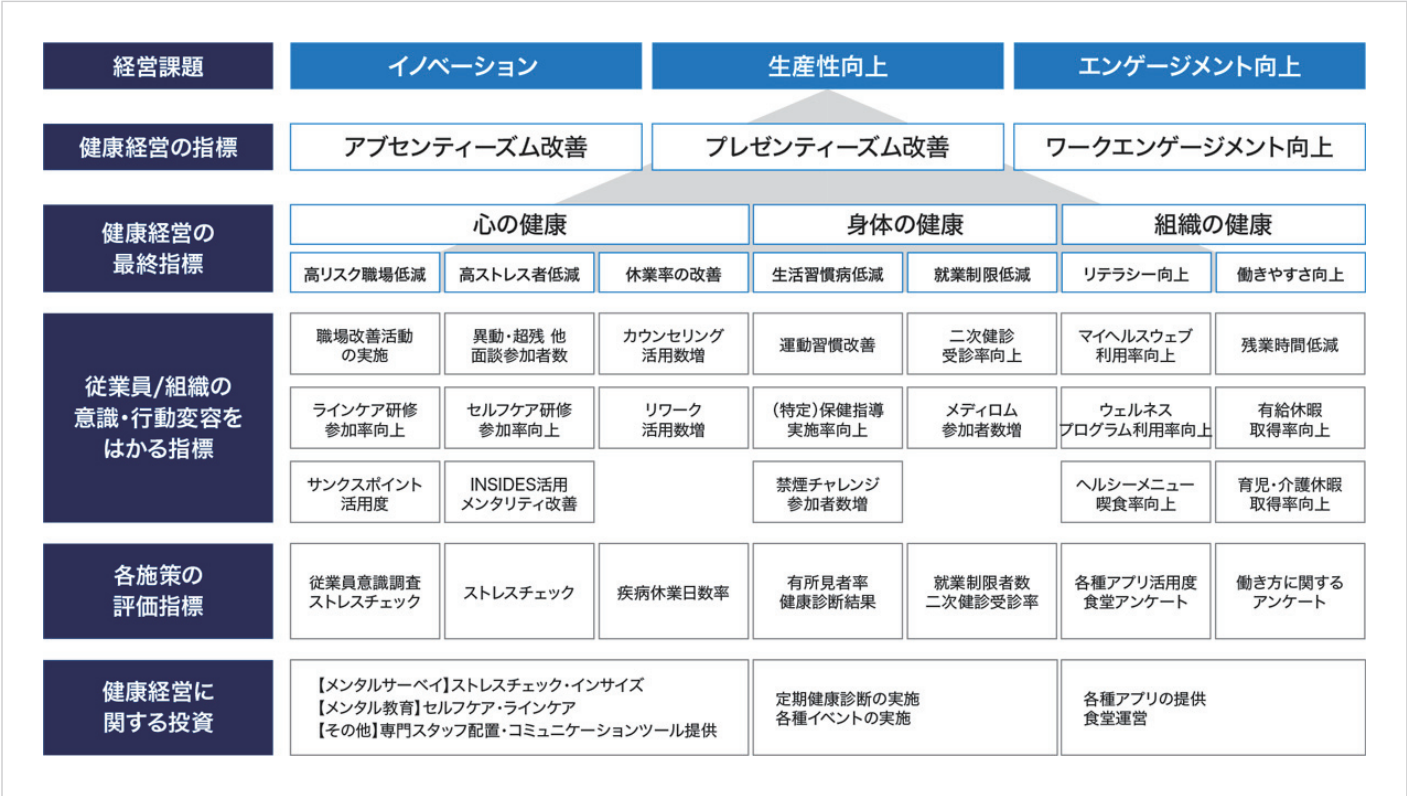 経営課題
イノベーション
生産性向上
エンゲージメント向上
健康経営の指標
アブセンティーズム改善
プレゼンティーズム改善
ワークエンゲージメント向上
健康経営の
最終指標
心の健康
身体の健康
組織の健康
高リスク職場低減
高ストレス者低減
休業率の改善
生活習慣病低減
就業制限低減
リテラシー向上
働きやすさ向上
従業員/組織の
意識・行動変容を
はかる指標
職場改善活動
の実施
異動・超残 他
面談参加者数
カウンセリング
活用数増
運動習慣改善
二次健診
受診率向上
マイヘルスウェブ
利用率向上
残業時間低減
ラインケア研修
参加率向上
セルフケア研修
参加率向上
リワーク
活用数増
(特定)保健指導
実施率向上
メディロム
参加者数増
ウェルネス
プログラム利用率向上
有給休暇
取得率向上
サンクスポイント
活用度
INSIDES活用
メンタリティ改善
禁煙チャレンジ
参加者数増
ヘルシーメニュー
喫食率向上
育児・介護休暇
取得率向上
各施策の
評価指標
従業員意識調査
ストレスチェック
ストレスチェック
疾病休業日数率
有所見者率
健康診断結果
就業制限者数
二次健診受診率
各種アプリ活用度
食堂アンケート
働き方に関する
アンケート
健康経営に
関する投資
【メンタルサーベイ】ストレスチェック・インサイズ
【メンタル教育】セルフケア・ラインケア
【その他】専門スタッフ配置・コミュニケーションツール提供
定期健康診断の実施
各種イベントの実施
各種アプリの提供
食堂運営